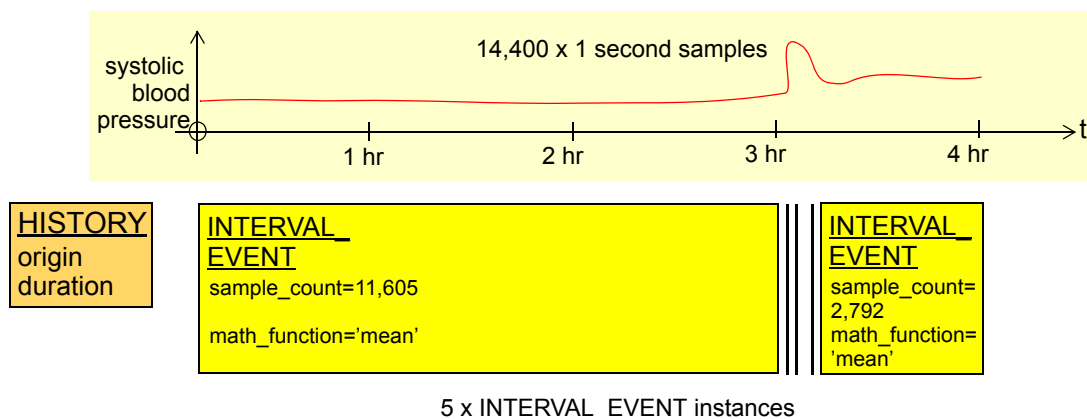 14,400 x 1 second samples
systolic
blood
pressure
t
1 hr
2 hr
3 hr
4 hr
HISTORY
origin
duration
INTERVAL_
EVENT
sample_count=11,605
math_function=’mean’
INTERVAL_
EVENT
sample_count=
2,792
math_function=
’mean’
5 x INTERVAL_EVENT instances